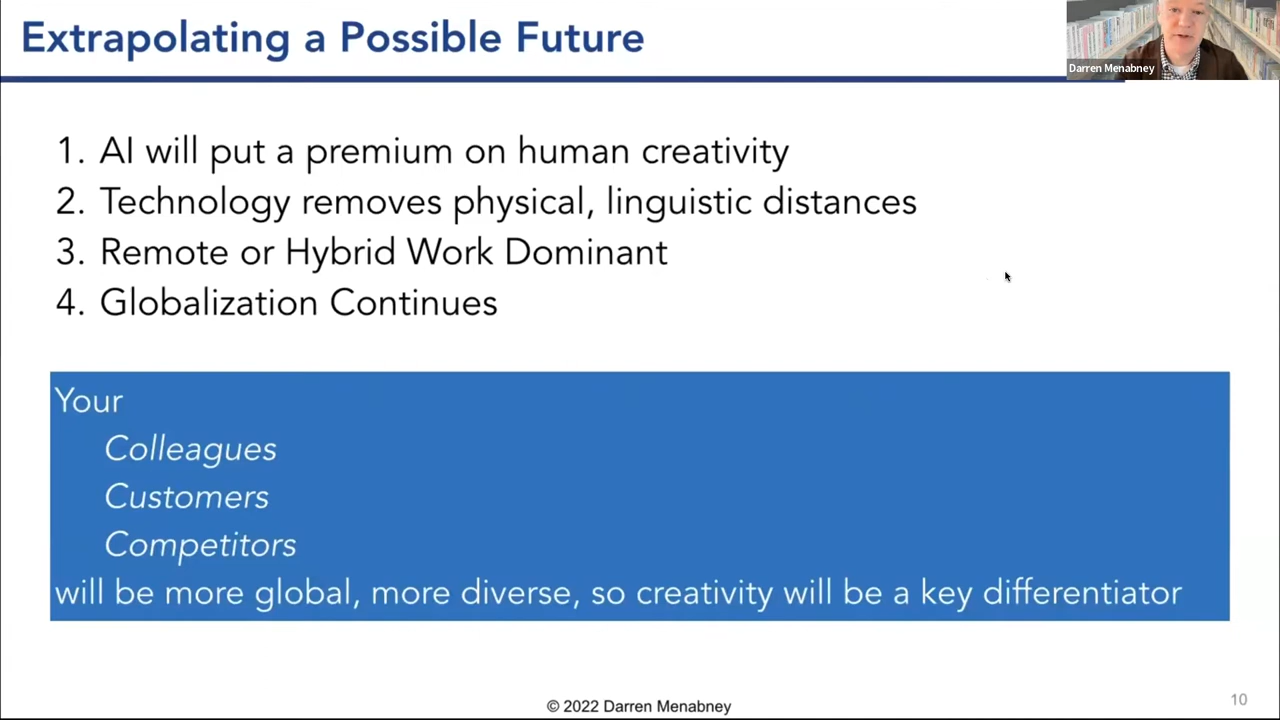 Extrapolating a Possible Future
Darren Menabney
1. AI will put a premium on human creativity
2. Technology removes physical, linguistic distances
3. Remote or Hybrid Work Dominant
4. Globalization Continues
Your
Colleagues
Customers
Competitors
will be more global, more diverse, so creativity will be a key differentiator
© 2022 Darren Menabney
10